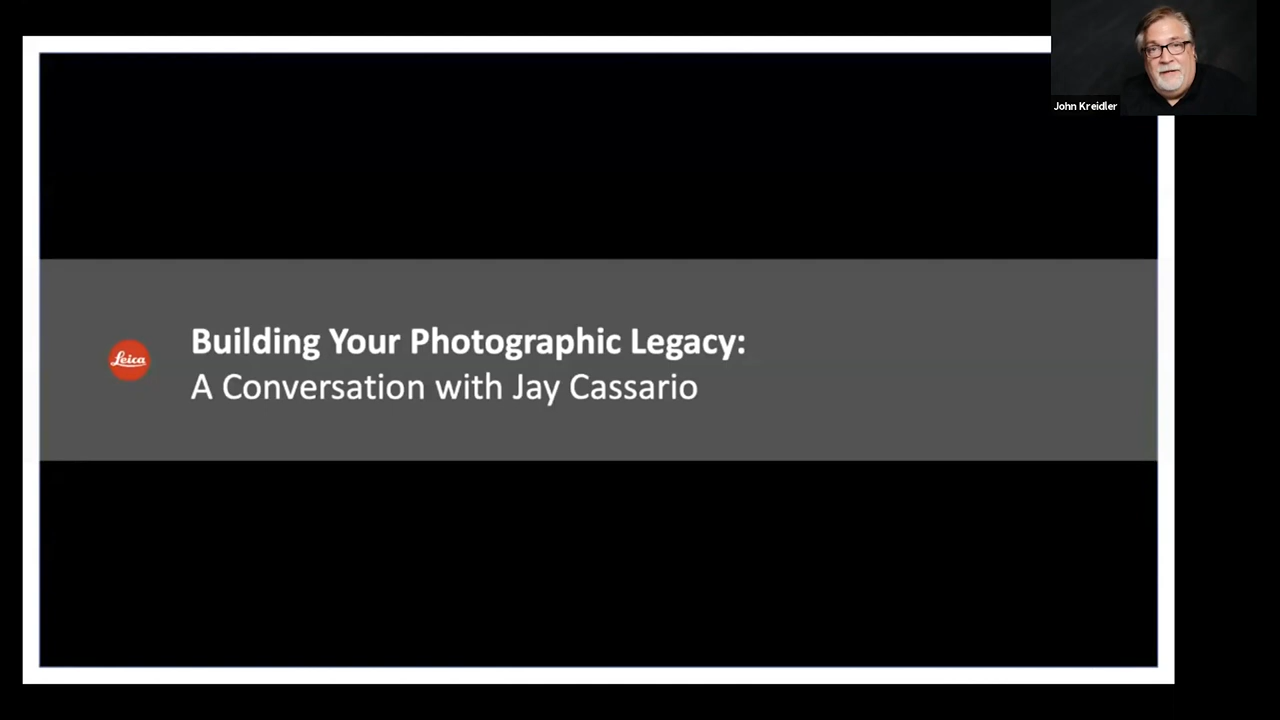 John Kreidler
Leica
Building Your Photographic Legacy:
A Conversation with Jay Cassario